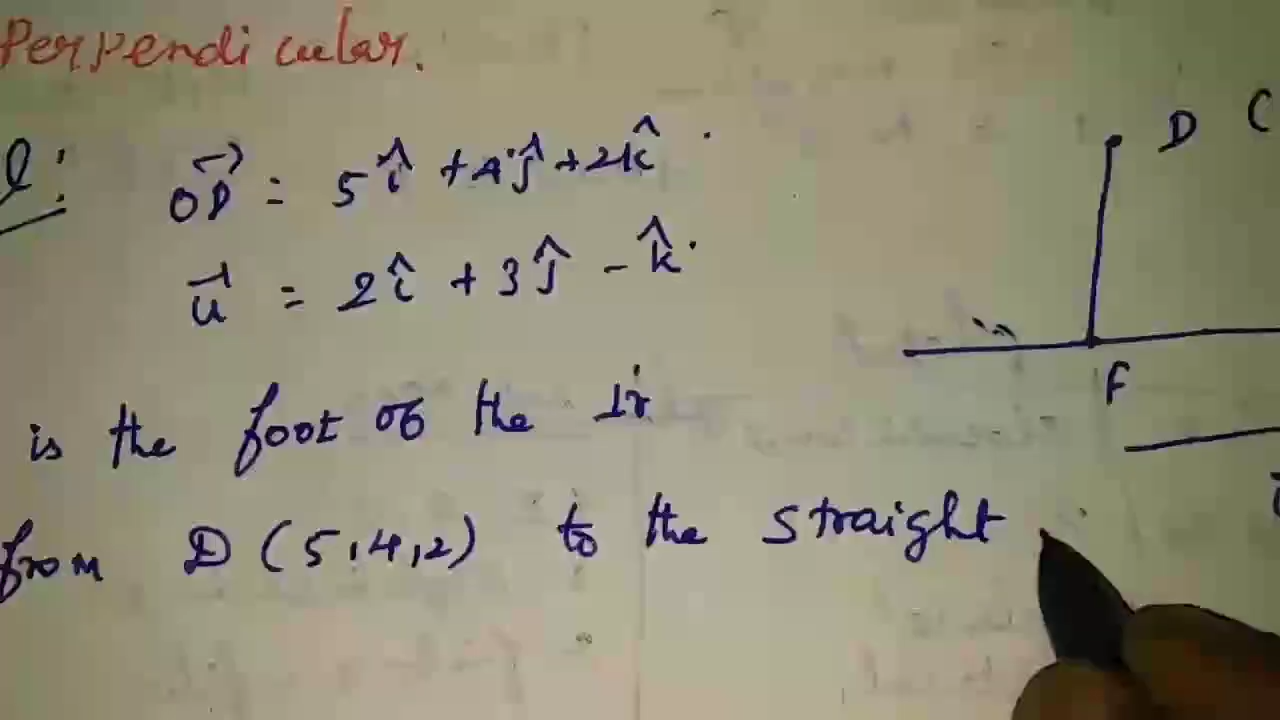 Perpendicular.
l:
OD = 5î + 4ĵ + 2k̂.
D
u = 2î + 3ĵ - k̂.
F
is the foot of the ⊥r
from D (5,4,2) to the straight